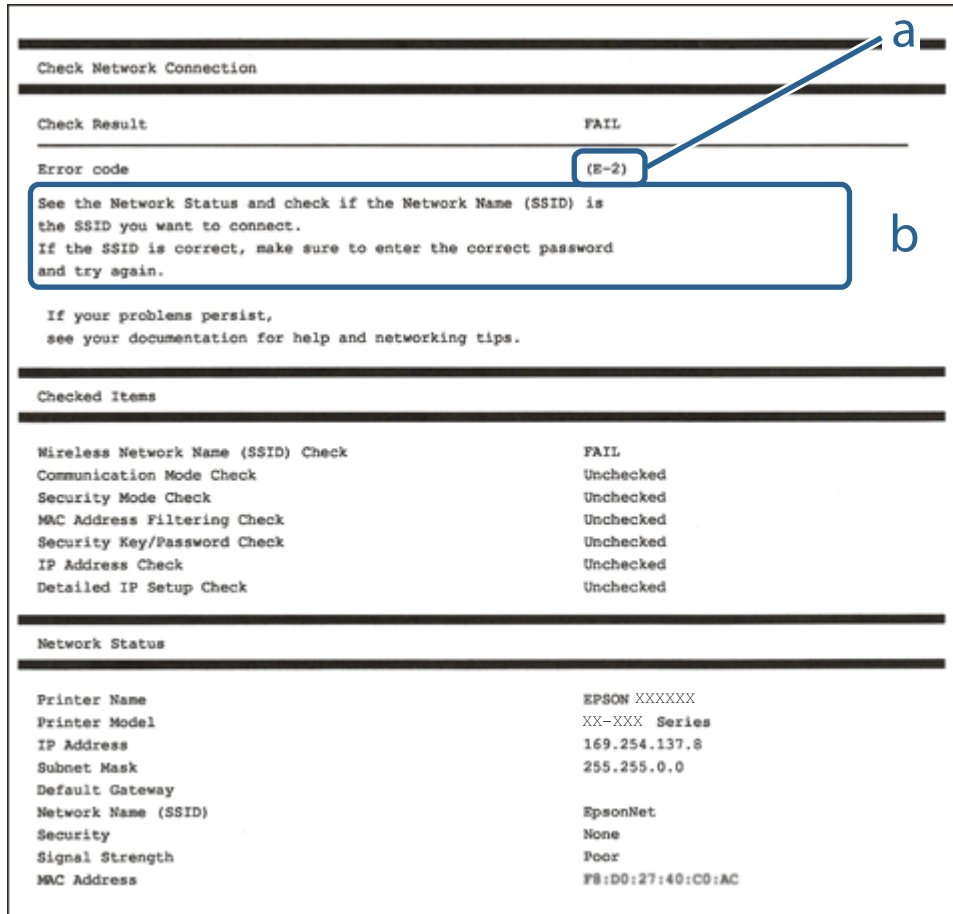 a
Check Network Connection
Check Result FAIL
Error code (E-2)
See the Network Status and check if the Network Name (SSID) is
the SSID you want to connect.
If the SSID is correct, make sure to enter the correct password
and try again.
b
If your problems persist,
see your documentation for help and networking tips.
Checked Items
Wireless Network Name (SSID) Check FAIL
Communication Mode Check Unchecked
Security Mode Check Unchecked
MAC Address Filtering Check Unchecked
Security Key/Password Check Unchecked
IP Address Check Unchecked
Detailed IP Setup Check Unchecked
Network Status
Printer Name EPSON XXXXXX
Printer Model XX-XXX Series
IP Address 169.254.137.8
Subnet Mask 255.255.0.0
Default Gateway
Network Name (SSID) EpsonNet
Security None
Signal Strength Poor
MAC Address F8:D0:27:40:C0:AC